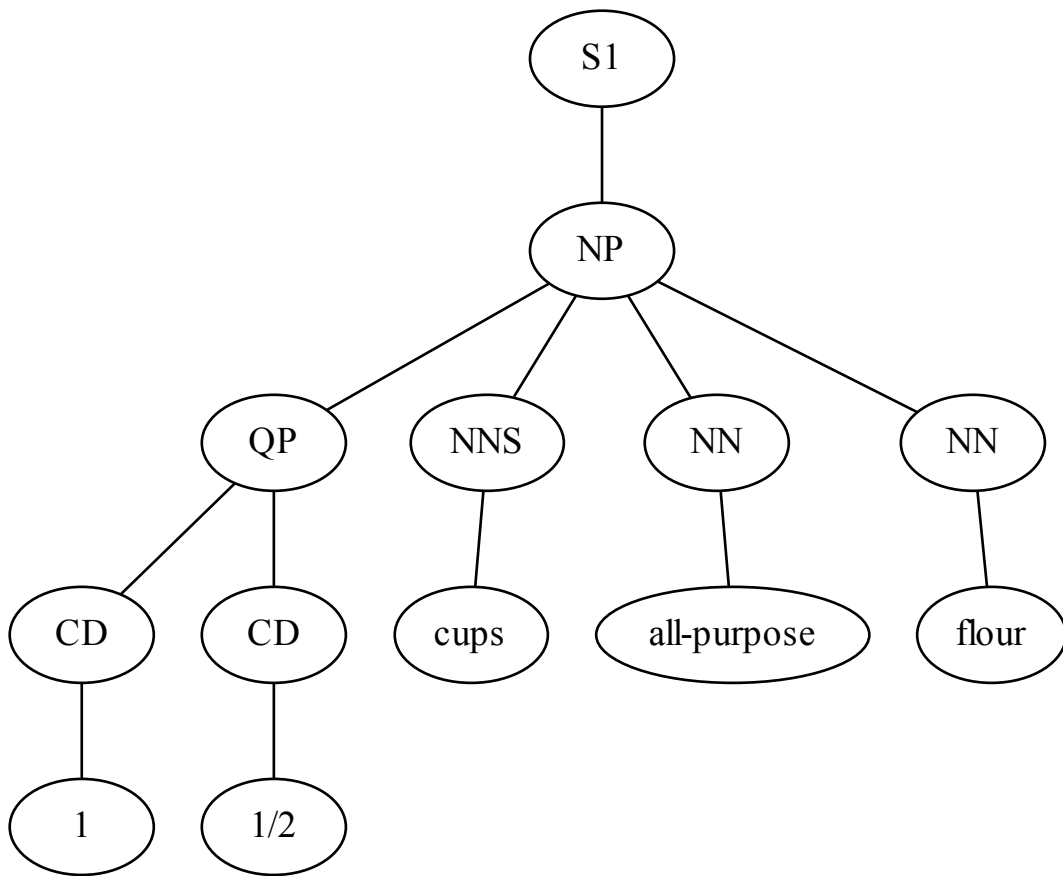 S1
NP
QP NNS NN NN
CD CD cups all-purpose flour
1 1/2